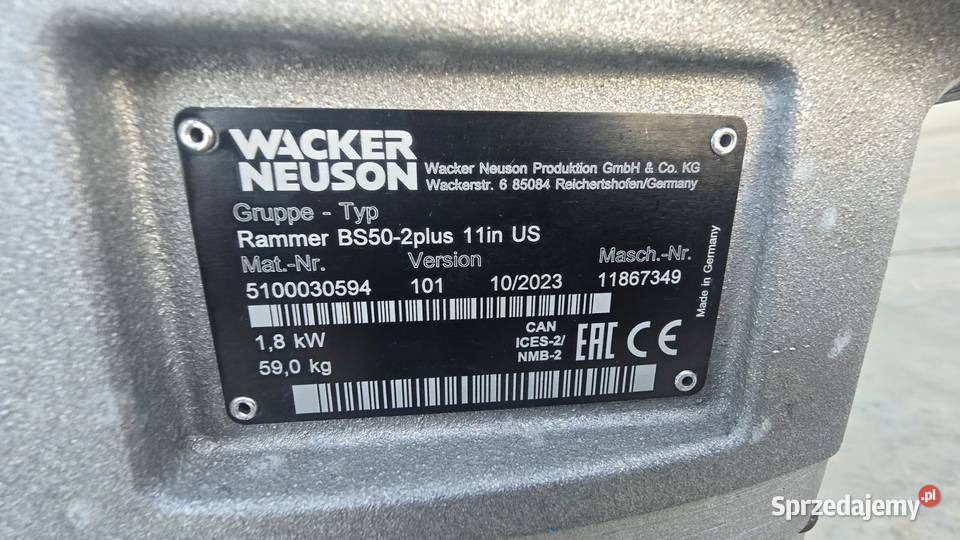 WACKER
NEUSON
Wacker Neuson Produktion GmbH & Co. KG
Wackerstr. 6 85084 Reichertshofen/Germany
Gruppe - Typ
Rammer BS50-2plus 11in US
Mat.-Nr. Version Masch.-Nr.
5100030594 101 10/2023 11867349
1,8 kW
59,0 kg
CAN
ICES-2/
NMB-2
EAC CE
Made in Germany
Sprzedajemy.pl